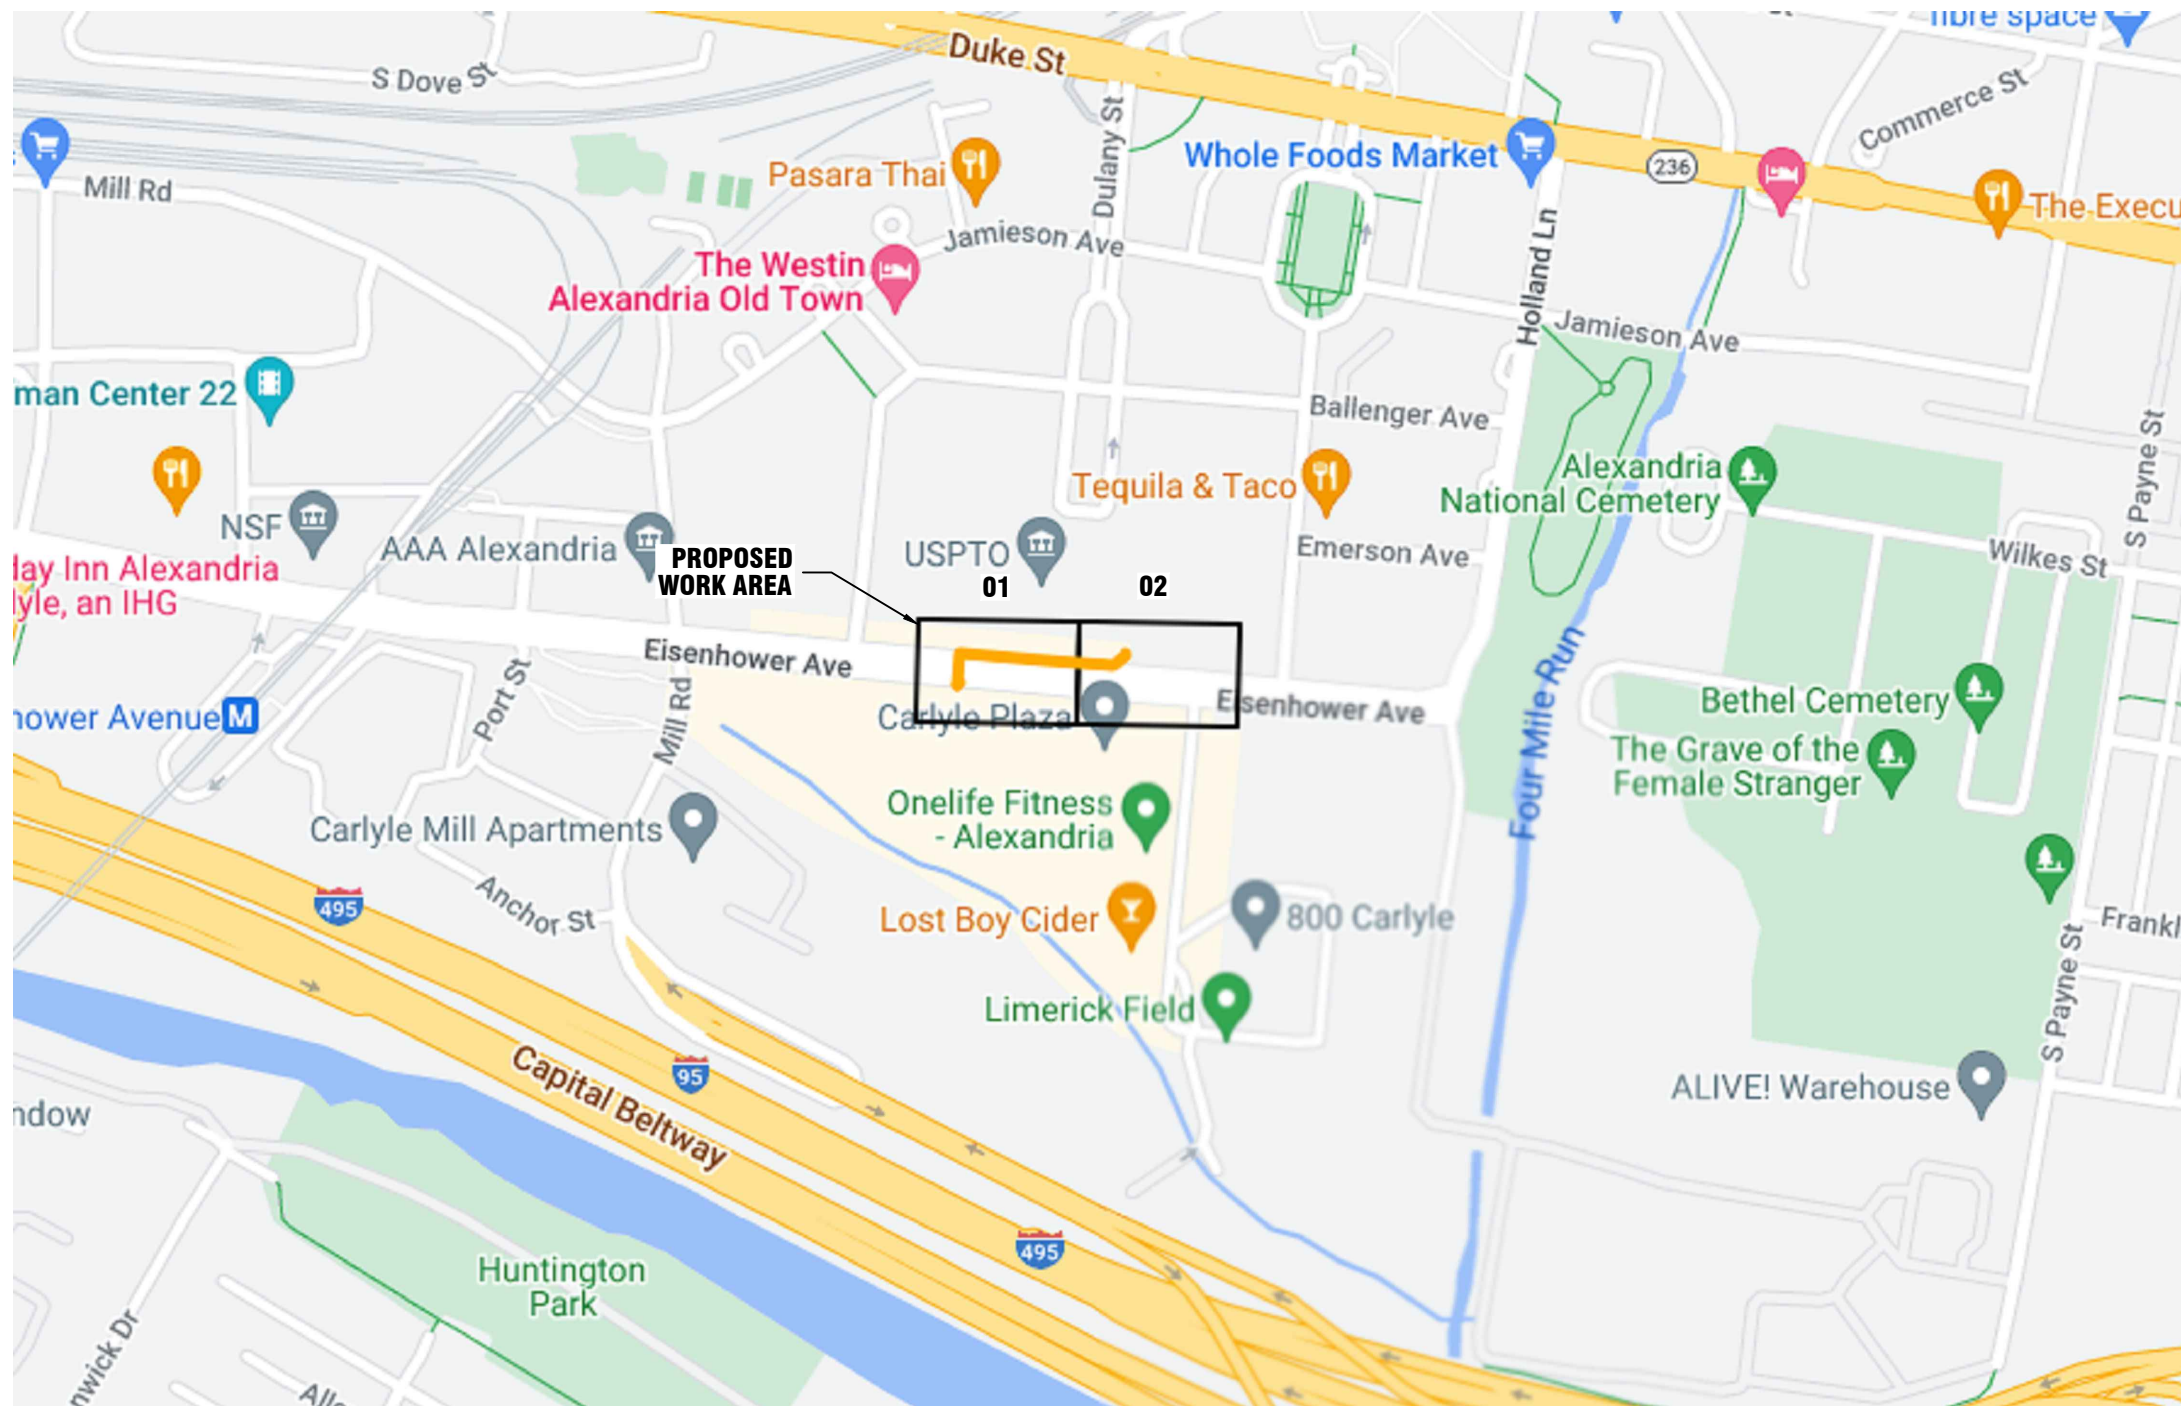 fibre space
Duke St
S Dove St
Commerce St
Dulany St
Whole Foods Market
236
Pasara Thai
Mill Rd
The Execu
Jamieson Ave
Holland Ln
The Westin
Alexandria Old Town
Jamieson Ave
man Center 22
Ballenger Ave
S Payne St
Alexandria
National Cemetery
Tequila & Taco
NSF
AAA Alexandria
USPTO
Emerson Ave
Wilkes St
PROPOSED
WORK AREA
01
02
day Inn Alexandria
lyle, an IHG
Eisenhower Ave
Four Mile Run
Port St
Mill Rd
Bethel Cemetery
Eisenhower Ave
Carlyle Plaza
hower Avenue
M
The Grave of the
Female Stranger
Onelife Fitness
- Alexandria
Carlyle Mill Apartments
495
Anchor St
Lost Boy Cider
800 Carlyle
Frankl
S Payne St
Limerick Field
95
Capital Beltway
ALIVE! Warehouse
ndow
495
Huntington
Park
nwick Dr
Alle